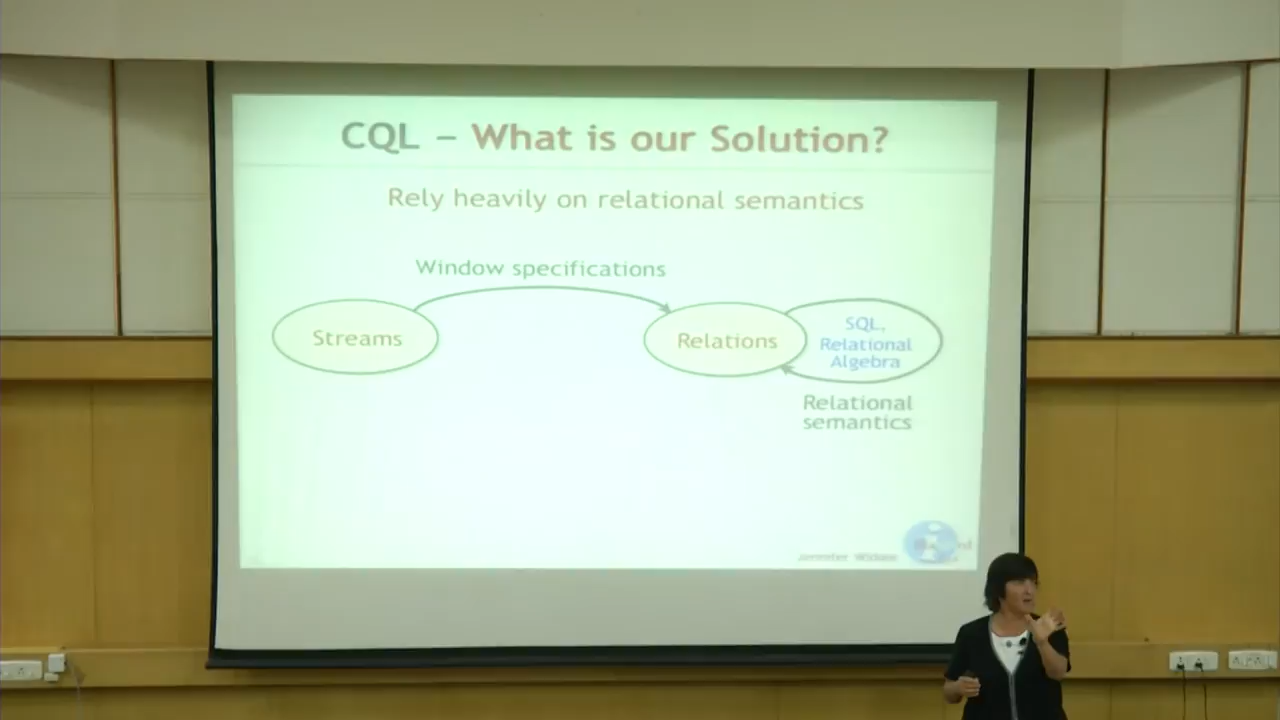 CQL – What is our Solution?
Rely heavily on relational semantics
Window specifications
Streams
Relations
SQL,
Relational
Algebra
Relational
semantics
Jennifer Widom